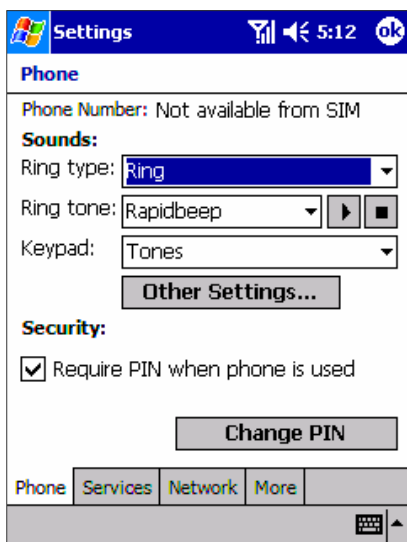 Settings 5:12 ok
Phone
Phone Number: Not available from SIM
Sounds:
Ring type: Ring
Ring tone: Rapidbeep
Keypad: Tones
Other Settings...
Security:
Require PIN when phone is used
Change PIN
Phone Services Network More